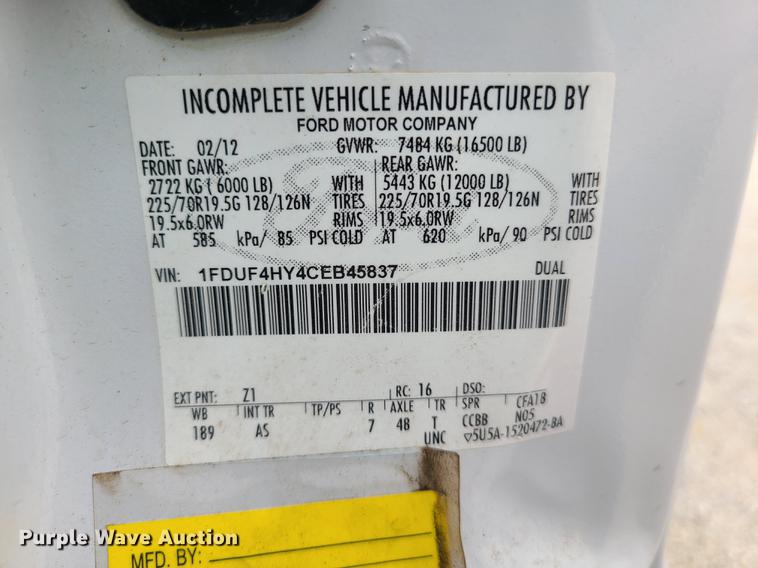 INCOMPLETE VEHICLE MANUFACTURED BY
FORD MOTOR COMPANY
DATE: 02/12 GVWR: 7484 KG (16500 LB)
FRONT GAWR: REAR GAWR:
2722 KG ( 6000 LB) WITH 5443 KG (12000 LB) WITH
225/70R19.5G 128/126N TIRES 225/70R19.5G 128/126N TIRES
19.5x6.0RW RIMS 19.5x6.0RW RIMS
AT 585 kPa/ 85 PSI COLD AT 620 kPa/ 90 PSI COLD
VIN: 1FDUF4HY4CEB45837 DUAL
EXT PNT: Z1 RC: 16 DSO:
WB INT TR TP/PS R AXLE TR SPR CFA18
189 AS 7 48 T CCBB N05
UNC ▽5U5A-1520472-BA
MFD. BY:
Purple Wave Auction